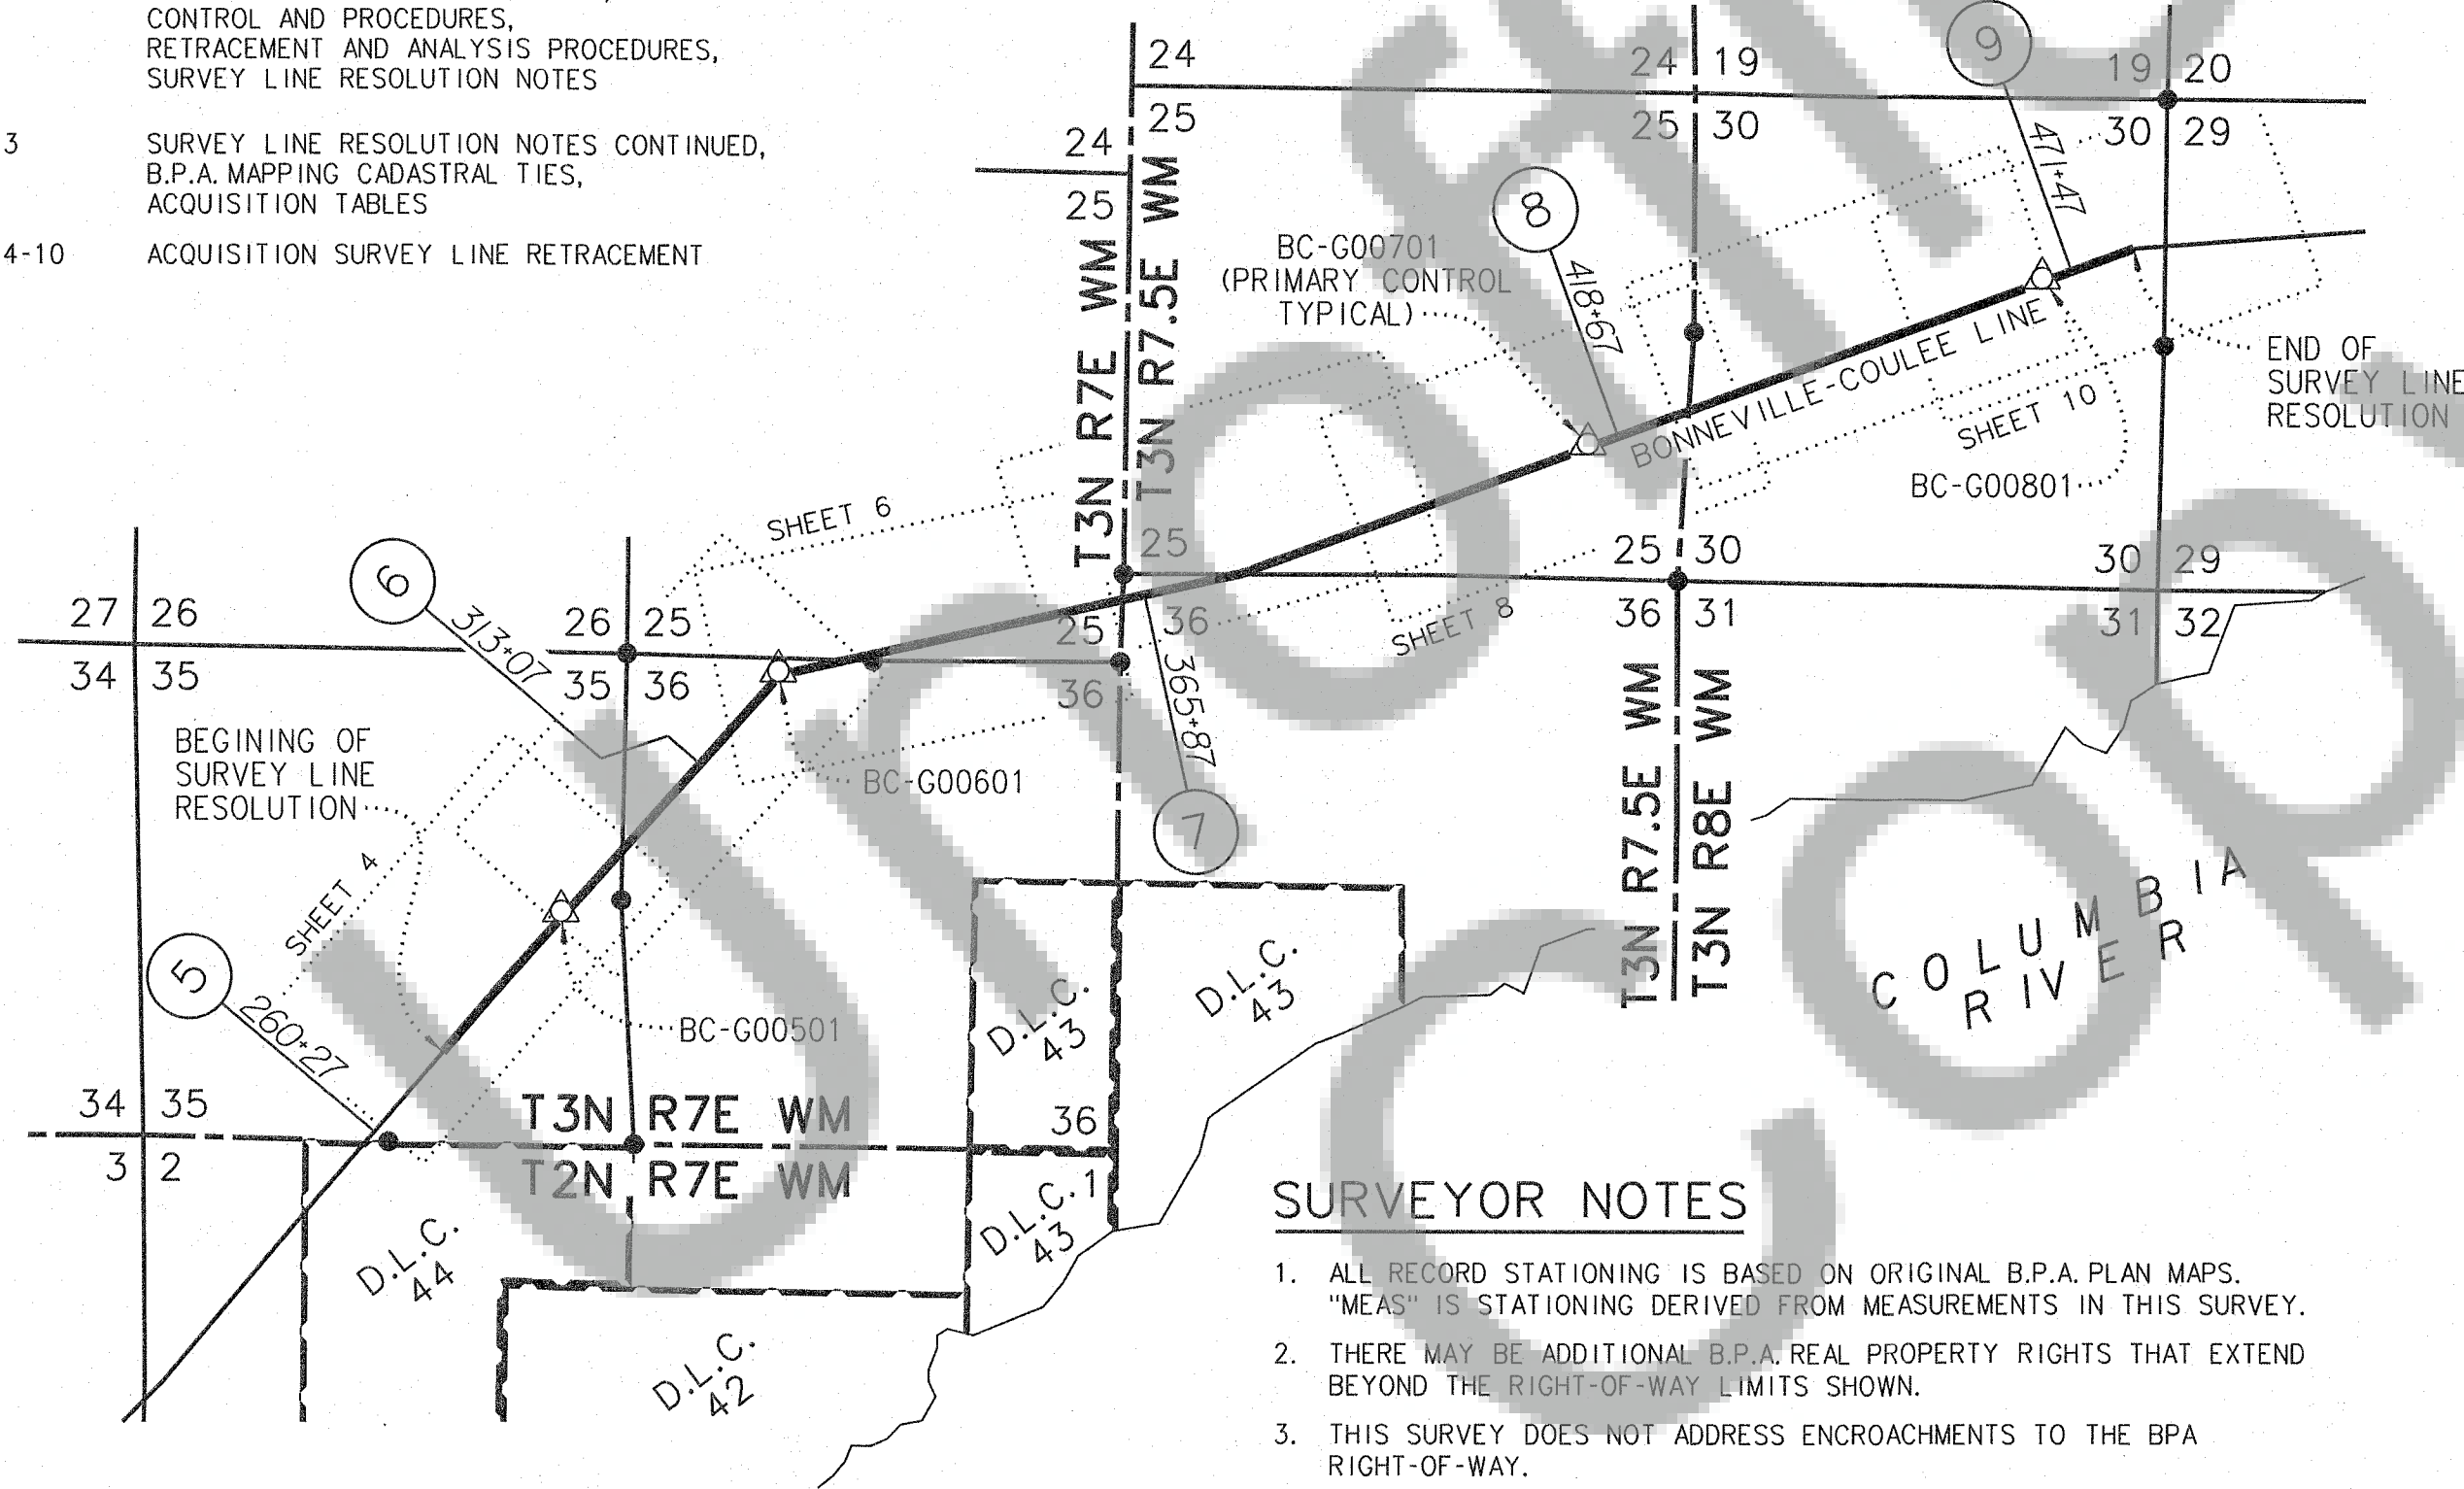 CONTROL AND PROCEDURES,
RETRACEMENT AND ANALYSIS PROCEDURES,
SURVEY LINE RESOLUTION NOTES
3 SURVEY LINE RESOLUTION NOTES CONTINUED,
B.P.A. MAPPING CADASTRAL TIES,
ACQUISITION TABLES
4-10 ACQUISITION SURVEY LINE RETRACEMENT
24
25
24
25
24 19
25 30
9
19 20
30 29
471+47
8
418+67
BC-G00701
(PRIMARY CONTROL
TYPICAL)
T3N R7E WM
T3N R7.5E WM
BONNEVILLE-COULEE LINE
END OF
SURVEY LINE
RESOLUTION
SHEET 10
BC-G00801
SHEET 6
25
36
25
36
25 30
36 31
30 29
31 32
SHEET 8
6
313+07
27 26
34 35
26 25
35 36
365+87
7
BEGINING OF
SURVEY LINE
RESOLUTION
BC-G00601
SHEET 4
5
260+27
BC-G00501
T3N R7.5E WM
T3N R8E WM
COLUMBIA
RIVER
D.L.C.
43
D.L.C.
43
34 35
3 2
T3N R7E WM
T2N R7E WM
36
1
D.L.C.
43
D.L.C.
44
D.L.C.
42
SURVEYOR NOTES
1. ALL RECORD STATIONING IS BASED ON ORIGINAL B.P.A. PLAN MAPS.
"MEAS" IS STATIONING DERIVED FROM MEASUREMENTS IN THIS SURVEY.
2. THERE MAY BE ADDITIONAL B.P.A. REAL PROPERTY RIGHTS THAT EXTEND
BEYOND THE RIGHT-OF-WAY LIMITS SHOWN.
3. THIS SURVEY DOES NOT ADDRESS ENCROACHMENTS TO THE BPA
RIGHT-OF-WAY.